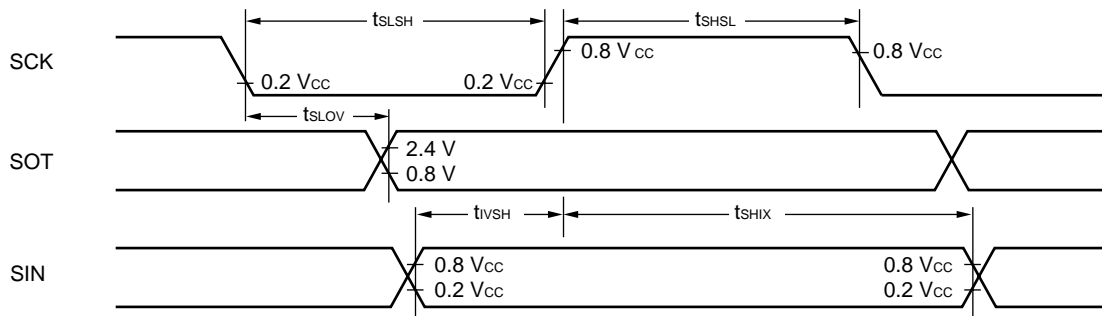 tSLSH tSHSL
SCK 0.8 VCC 0.8 VCC
0.2 VCC 0.2 VCC
tSLOV
SOT 2.4 V
0.8 V
tIVSH tSHIX
SIN 0.8 VCC 0.8 VCC
0.2 VCC 0.2 VCC